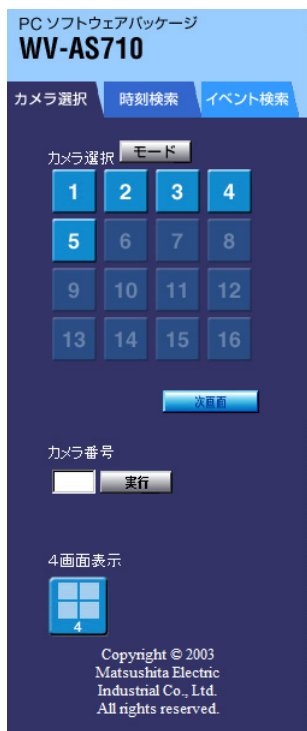 PC ソフトウェアパッケージ
WV-AS710
カメラ選択 時刻検索 イベント検索
カメラ選択 モード
1 2 3 4
5 6 7 8
9 10 11 12
13 14 15 16
次頁面
カメラ番号
実行
4画面表示
4
Copyright © 2003
Matsushita Electric
Industrial Co., Ltd.
All rights reserved.